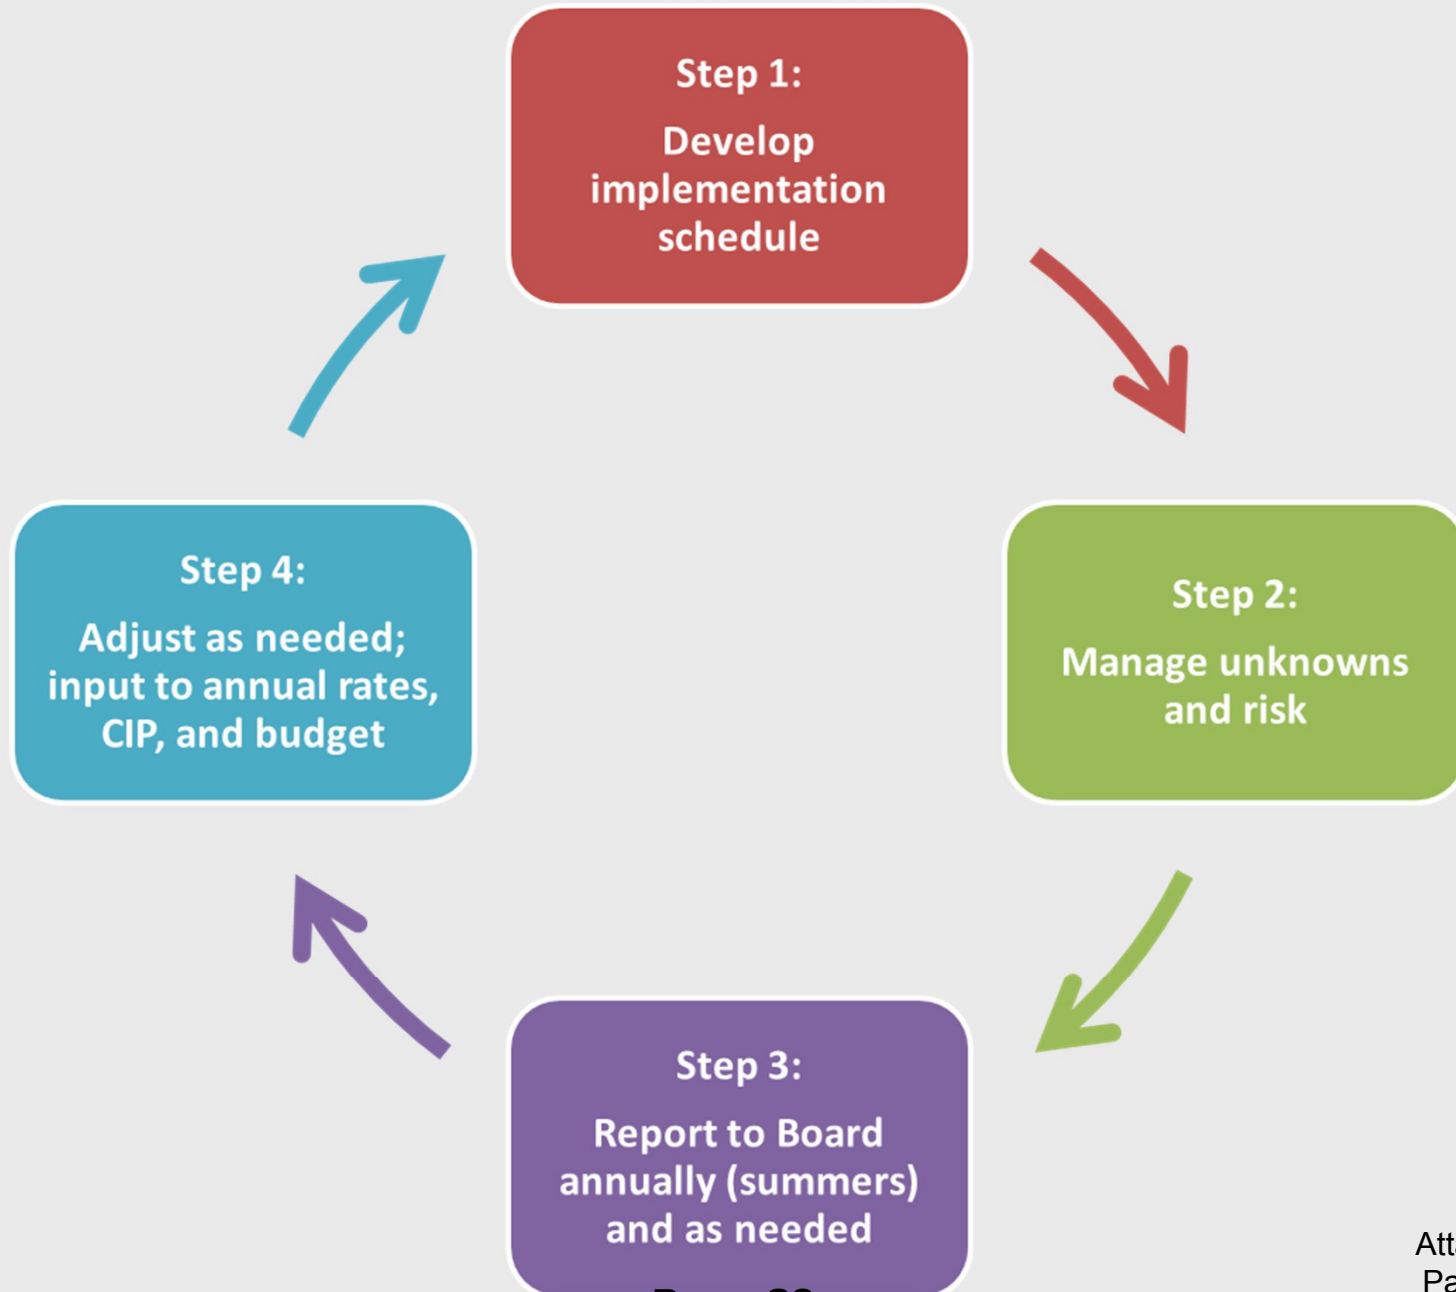 Step 1:
Develop
implementation
schedule
Step 2:
Manage unknowns
and risk
Step 3:
Report to Board
annually (summers)
and as needed
Step 4:
Adjust as needed;
input to annual rates,
CIP, and budget